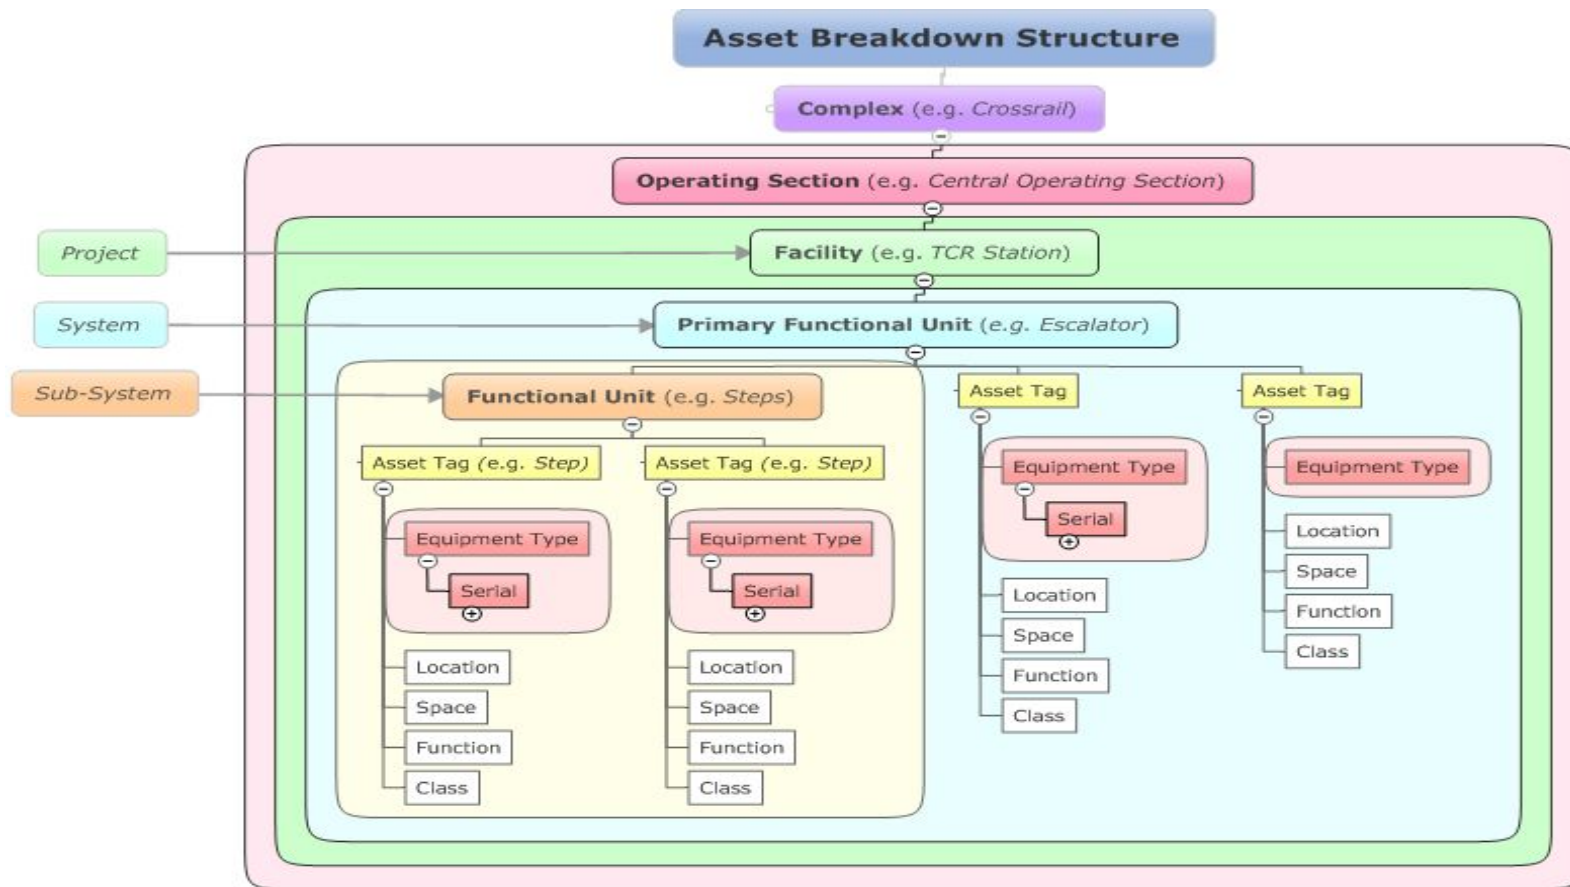 Asset Breakdown Structure
Complex (e.g. Crossrail)
Operating Section (e.g. Central Operating Section)
Project
Facility (e.g. TCR Station)
System
Primary Functional Unit (e.g. Escalator)
Sub-System
Functional Unit (e.g. Steps)
Asset Tag
Asset Tag
Asset Tag (e.g. Step)
Asset Tag (e.g. Step)
Equipment Type
Serial
Location
Space
Function
Class
Equipment Type
Serial
Location
Space
Function
Class
Equipment Type
Serial
Location
Space
Function
Class
Equipment Type
Location
Space
Function
Class